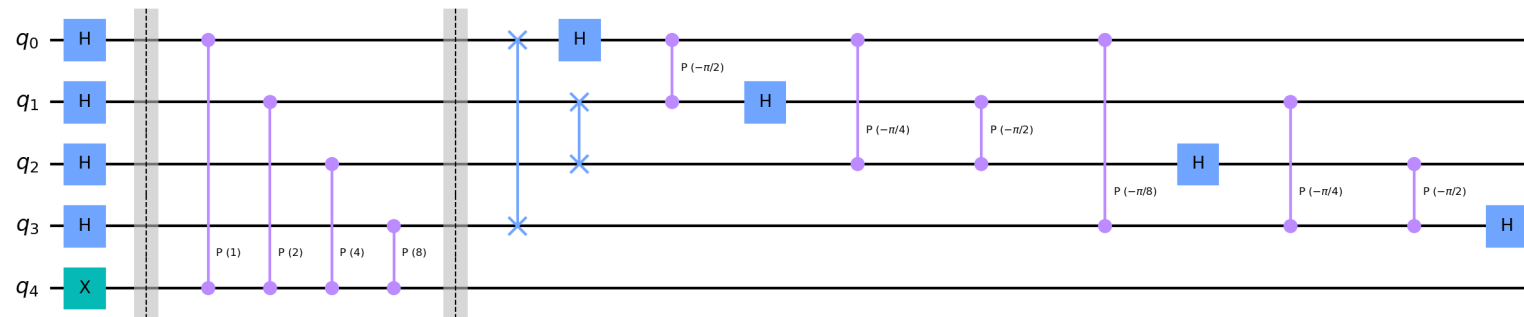 q0 H H
P (−π/2)
q1 H H
P (−π/4) P (−π/2)
q2 H H
P (−π/8) P (−π/4) P (−π/2)
q3 H H
P (1) P (2) P (4) P (8)
q4 X